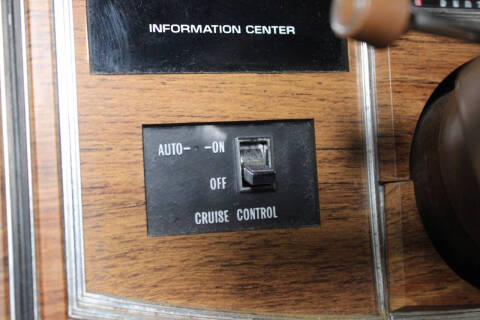 INFORMATION CENTER
AUTO- -ON
OFF
CRUISE CONTROL